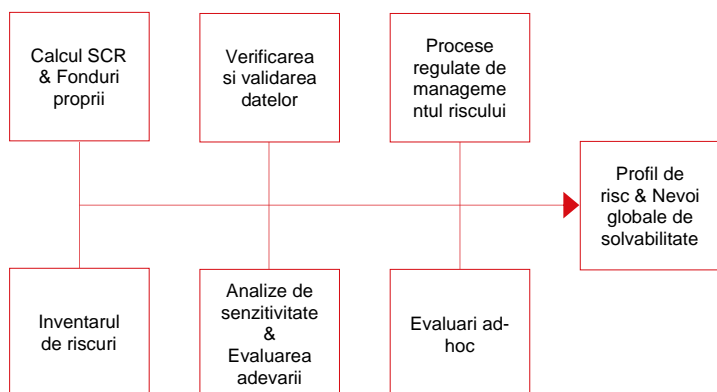 Calcul SCR
& Fonduri
proprii
Verificarea
si validarea
datelor
Procese
regulate de
manageme
ntul riscului
Profil de
risc & Nevoi
globale de
solvabilitate
Inventarul
de riscuri
Analize de
senzitivitate
&
Evaluarea
adevarii
Evaluari ad-
hoc